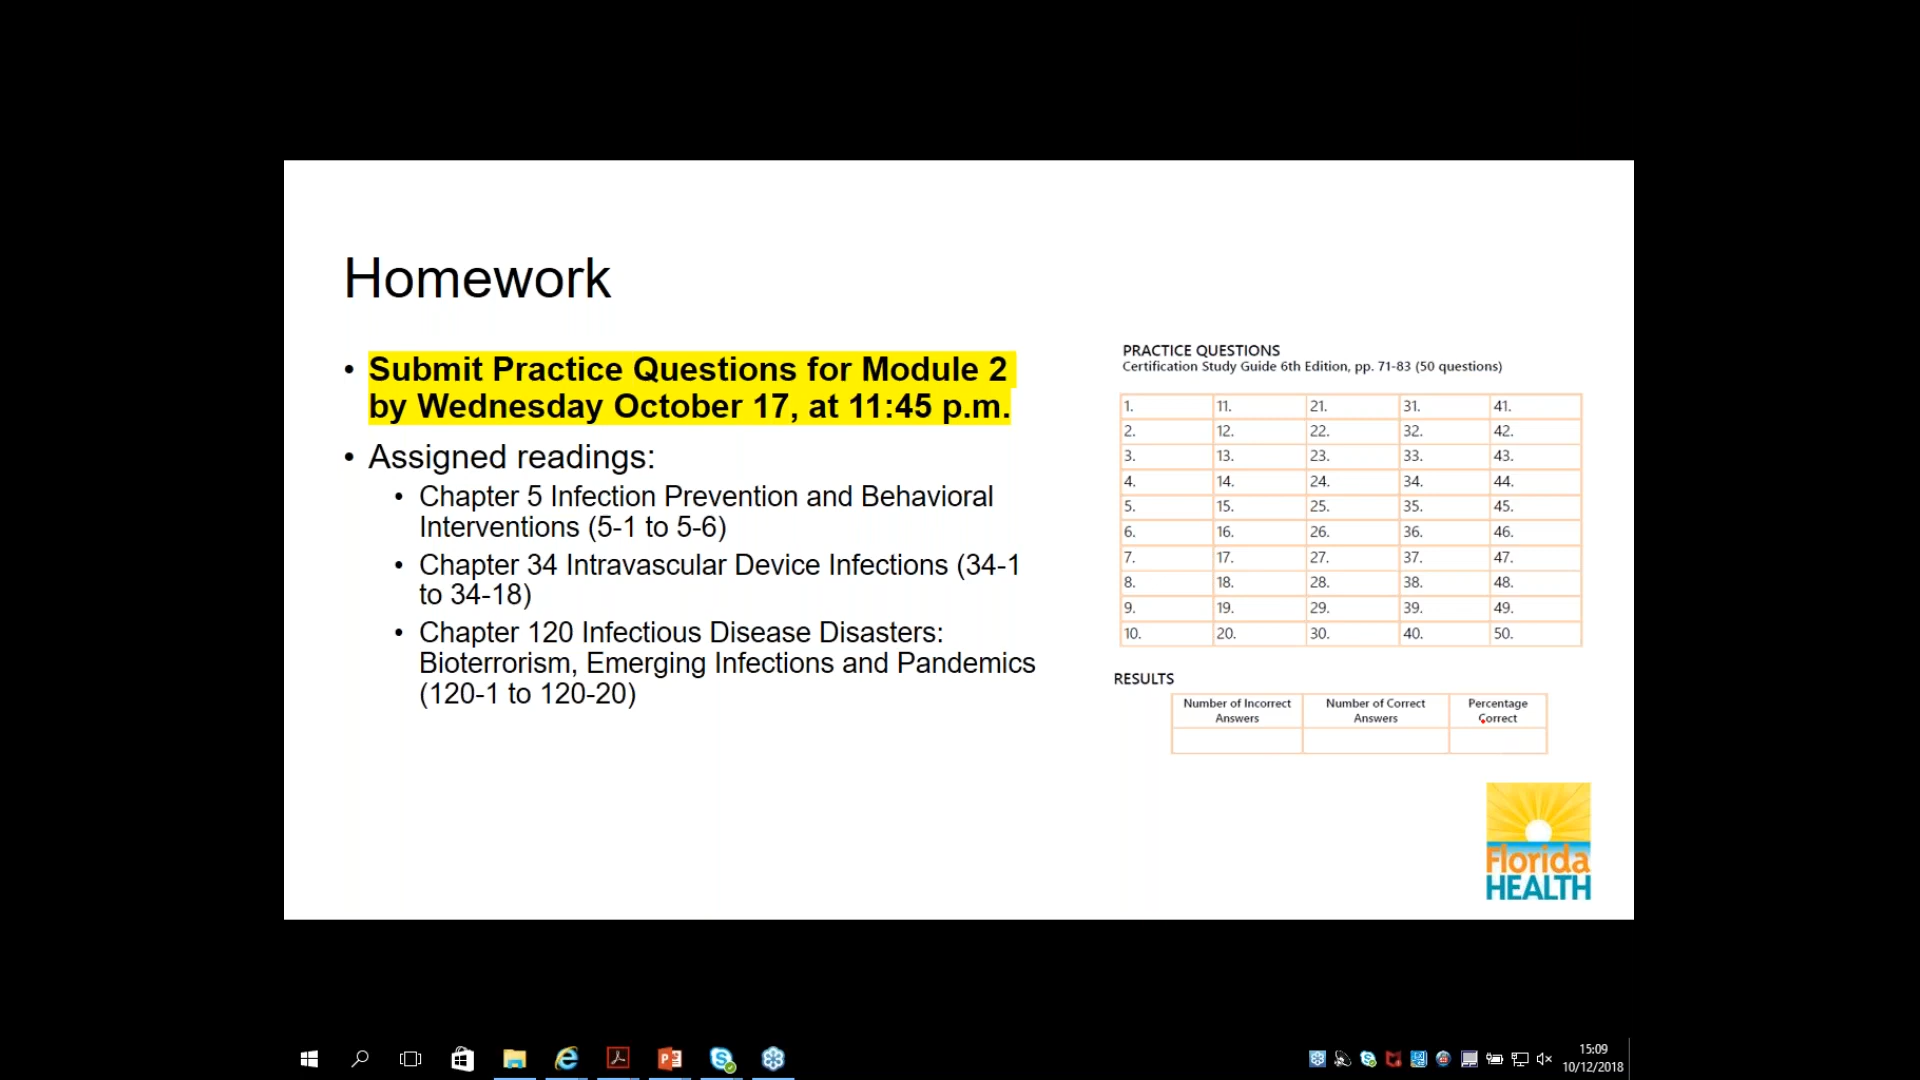 Homework
• Submit Practice Questions for Module 2
by Wednesday October 17, at 11:45 p.m.
• Assigned readings:
• Chapter 5 Infection Prevention and Behavioral
Interventions (5-1 to 5-6)
• Chapter 34 Intravascular Device Infections (34-1
to 34-18)
• Chapter 120 Infectious Disease Disasters:
Bioterrorism, Emerging Infections and Pandemics
(120-1 to 120-20)
PRACTICE QUESTIONS
Certification Study Guide 6th Edition, pp. 71-83 (50 questions)
1. 11. 21. 31. 41.
2. 12. 22. 32. 42.
3. 13. 23. 33. 43.
4. 14. 24. 34. 44.
5. 15. 25. 35. 45.
6. 16. 26. 36. 46.
7. 17. 27. 37. 47.
8. 18. 28. 38. 48.
9. 19. 29. 39. 49.
10. 20. 30. 40. 50.
RESULTS
Number of Incorrect Number of Correct Percentage
Answers Answers Correct
Florida
HEALTH
15:09
10/12/2018